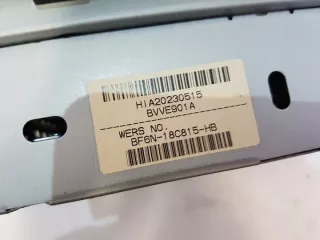 HIA20230515
BVVE901A
WERS NO.
BF6N-18C815-HB